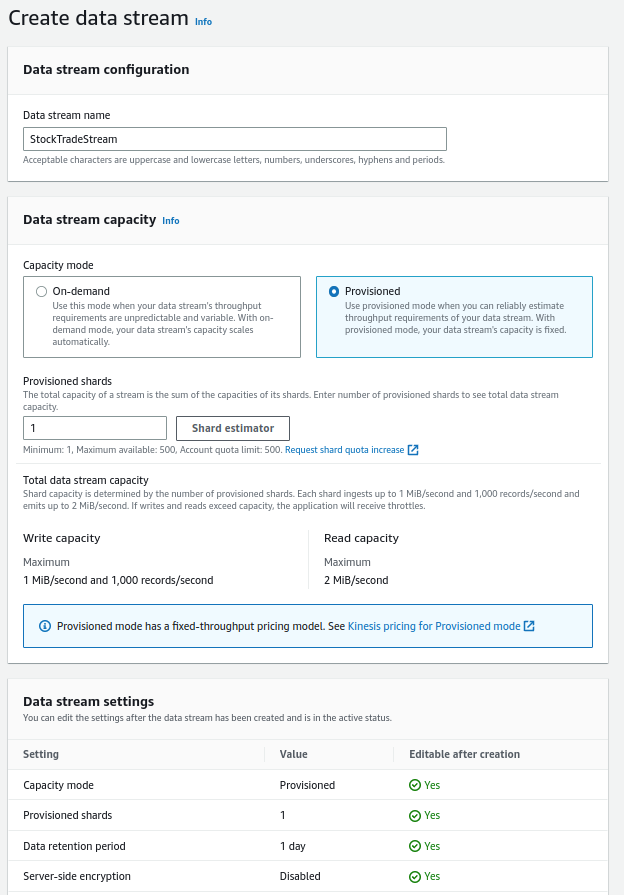 Create data stream Info
Data stream configuration
Data stream name
StockTradeStream
Acceptable characters are uppercase and lowercase letters, numbers, underscores, hyphens and periods.
Data stream capacity Info
Capacity mode
On-demand
Use this mode when your data stream's throughput
requirements are unpredictable and variable. With on-
demand mode, your data stream's capacity scales
automatically.
Provisioned
Use provisioned mode when you can reliably estimate
throughput requirements of your data stream. With
provisioned mode, your data stream's capacity is fixed.
Provisioned shards
The total capacity of a stream is the sum of the capacities of its shards. Enter number of provisioned shards to see total data stream
capacity.
1 Shard estimator
Minimum: 1, Maximum available: 500, Account quota limit: 500. Request shard quota increase
Total data stream capacity
Shard capacity is determined by the number of provisioned shards. Each shard ingests up to 1 MiB/second and 1,000 records/second and
emits up to 2 MiB/second. If writes and reads exceed capacity, the application will receive throttles.
Write capacity
Maximum
1 MiB/second and 1,000 records/second
Read capacity
Maximum
2 MiB/second
Provisioned mode has a fixed-throughput pricing model. See Kinesis pricing for Provisioned mode
Data stream settings
You can edit the settings after the data stream has been created and is in the active status.
Setting Value Editable after creation
Capacity mode Provisioned Yes
Provisioned shards 1 Yes
Data retention period 1 day Yes
Server-side encryption Disabled Yes